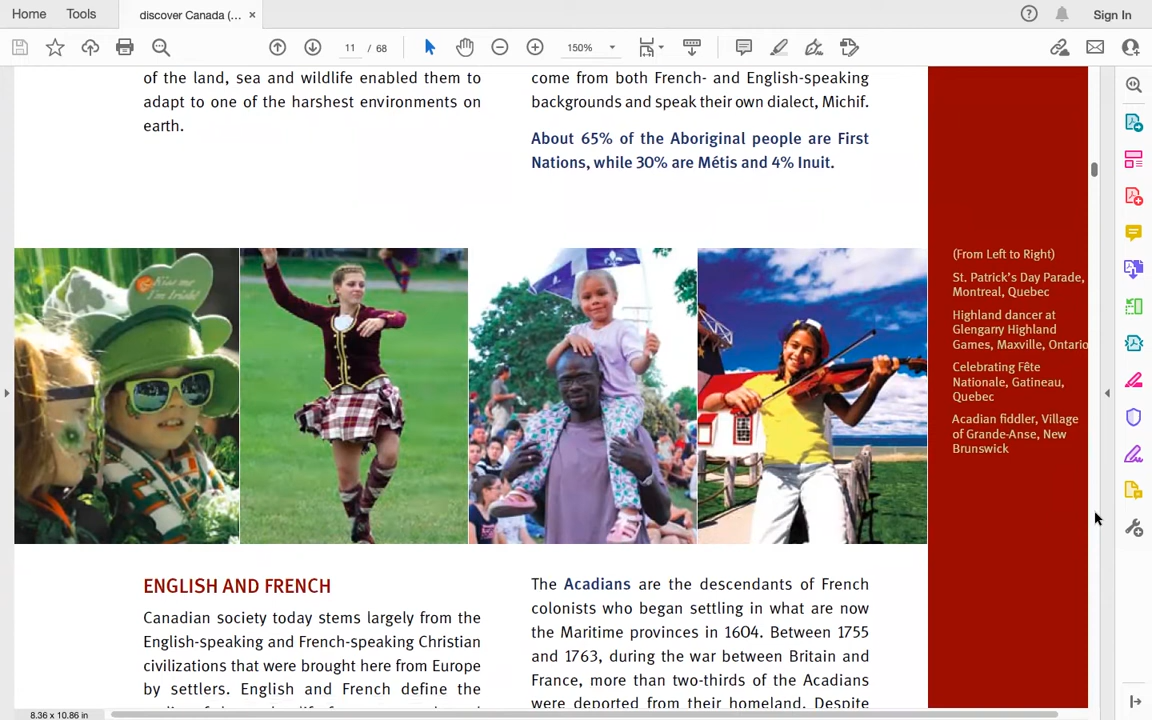 Home
Tools
discover Canada (... ×
Sign In
11 / 68
150%
of the land, sea and wildlife enabled them to
adapt to one of the harshest environments on
earth.
come from both French- and English-speaking
backgrounds and speak their own dialect, Michif.
About 65% of the Aboriginal people are First
Nations, while 30% are Métis and 4% Inuit.
Kiss me
I'm Irish!
(From Left to Right)
St. Patrick's Day Parade,
Montreal, Quebec
Highland dancer at
Glengarry Highland
Games, Maxville, Ontario
Celebrating Fête
Nationale, Gatineau,
Quebec
Acadian fiddler, Village
of Grande-Anse, New
Brunswick
ENGLISH AND FRENCH
Canadian society today stems largely from the
English-speaking and French-speaking Christian
civilizations that were brought here from Europe
by settlers. English and French define the
The Acadians are the descendants of French
colonists who began settling in what are now
the Maritime provinces in 1604. Between 1755
and 1763, during the war between Britain and
France, more than two-thirds of the Acadians
were deported from their homeland. Despite
8.36 x 10.86 in